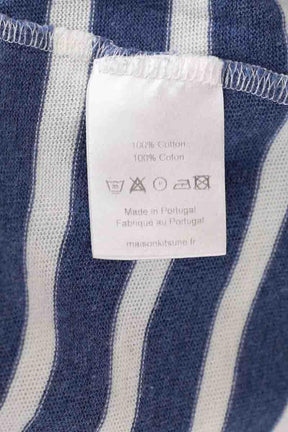 100% Cotton
100% Coton
Made in Portugal
Fabriqué au Portugal
maisonkitsune.fr